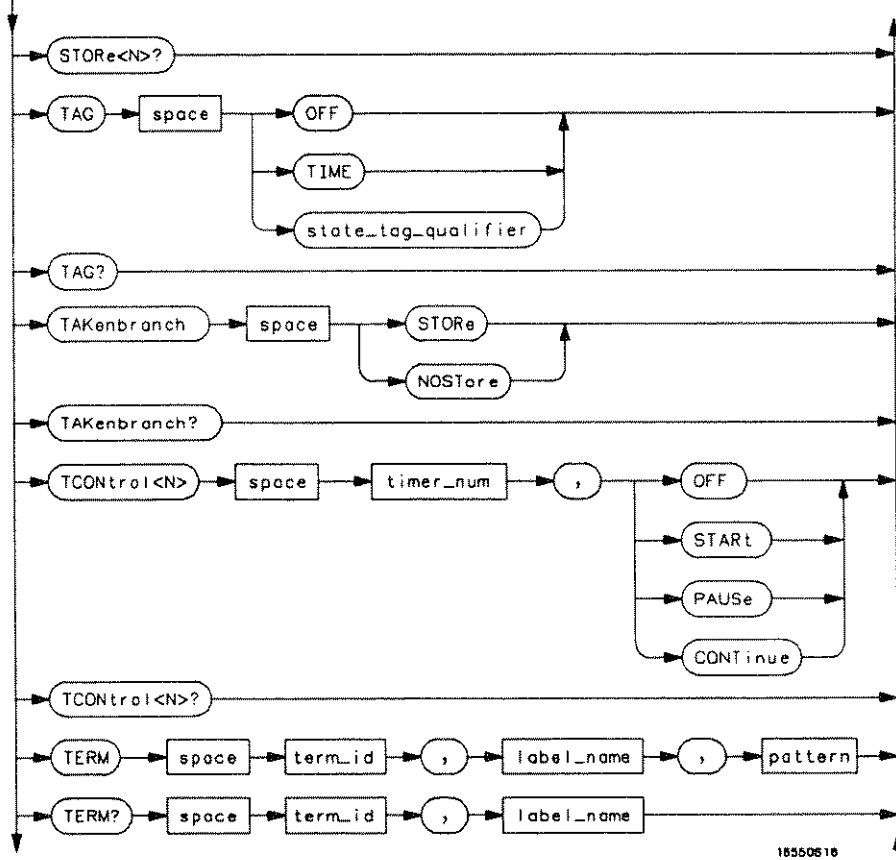 STORe<N>?
TAG space OFF
TIME
state_tag_qualifier
TAG?
TAKenbranch space STORe
NOSTore
TAKenbranch?
TCONtrol<N> space timer_num , OFF
STARt
PAUSe
CONTinue
TCONtrol<N>?
TERM space term_id , label_name , pattern
TERM? space term_id , label_name
16550S16